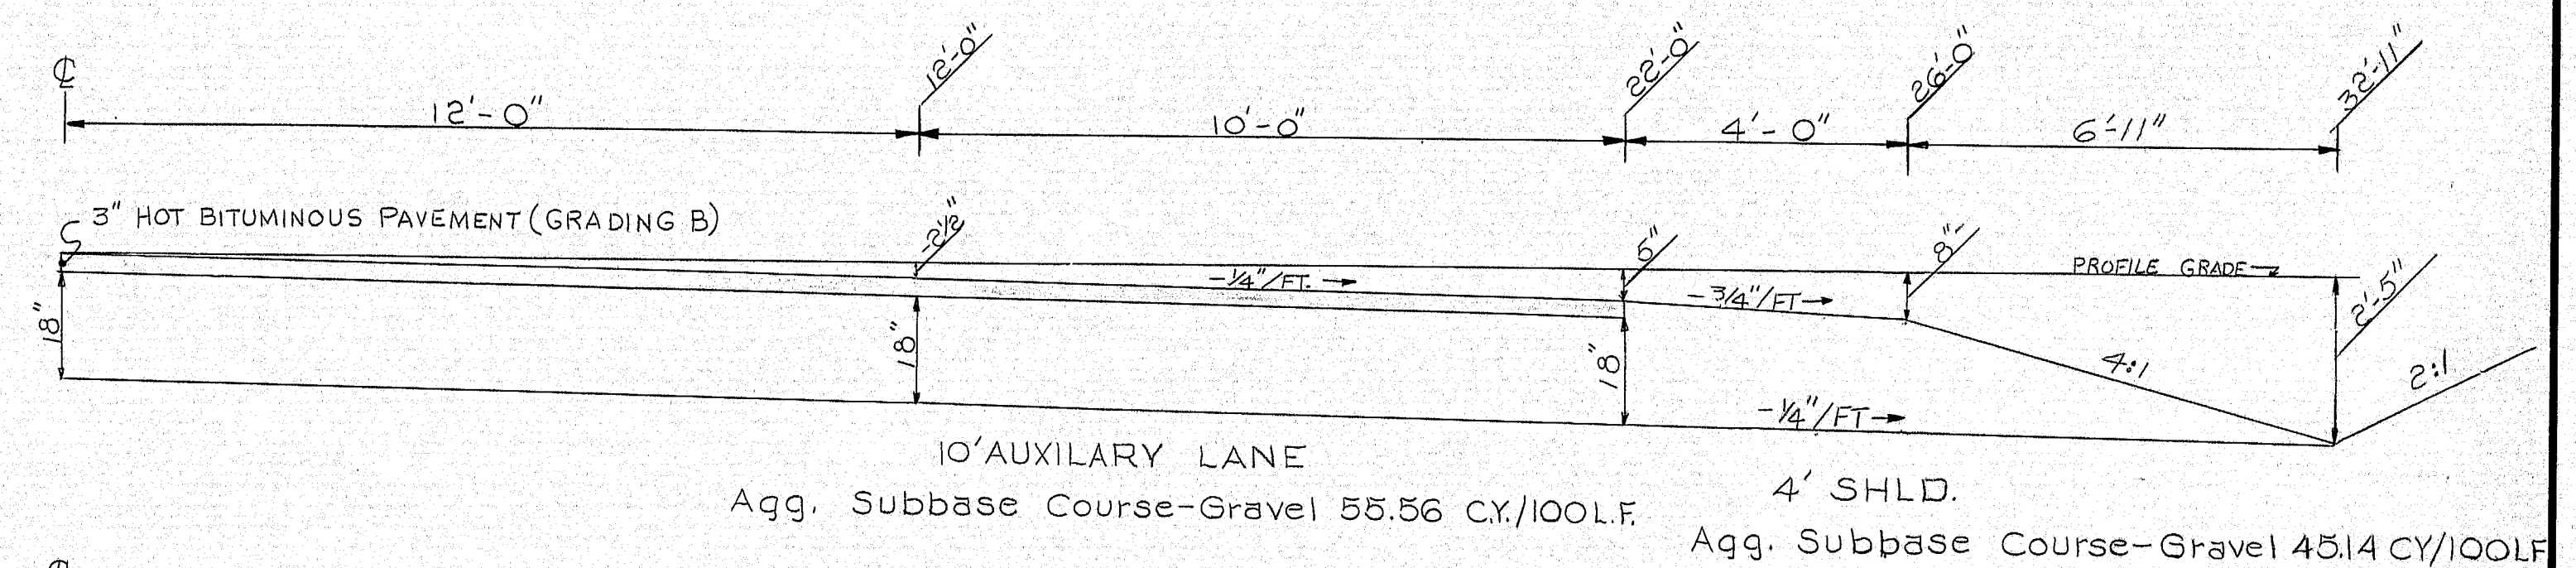 ℄
12'-0"
22'-0"
26'-0"
32'-11"
12'-0"
10'-0"
4'-0"
6'-11"
3" HOT BITUMINOUS PAVEMENT (GRADING B)
-2½"
5"
8"
PROFILE GRADE
-¼"/FT.
-¾"/FT
2'-5"
18"
18"
18"
4:1
2:1
-¼"/FT
10' AUXILARY LANE
Agg. Subbase Course-Gravel 55.56 C.Y./100 L.F.
4' SHLD.
Agg. Subbase Course-Gravel 45.14 CY/100LF
℄